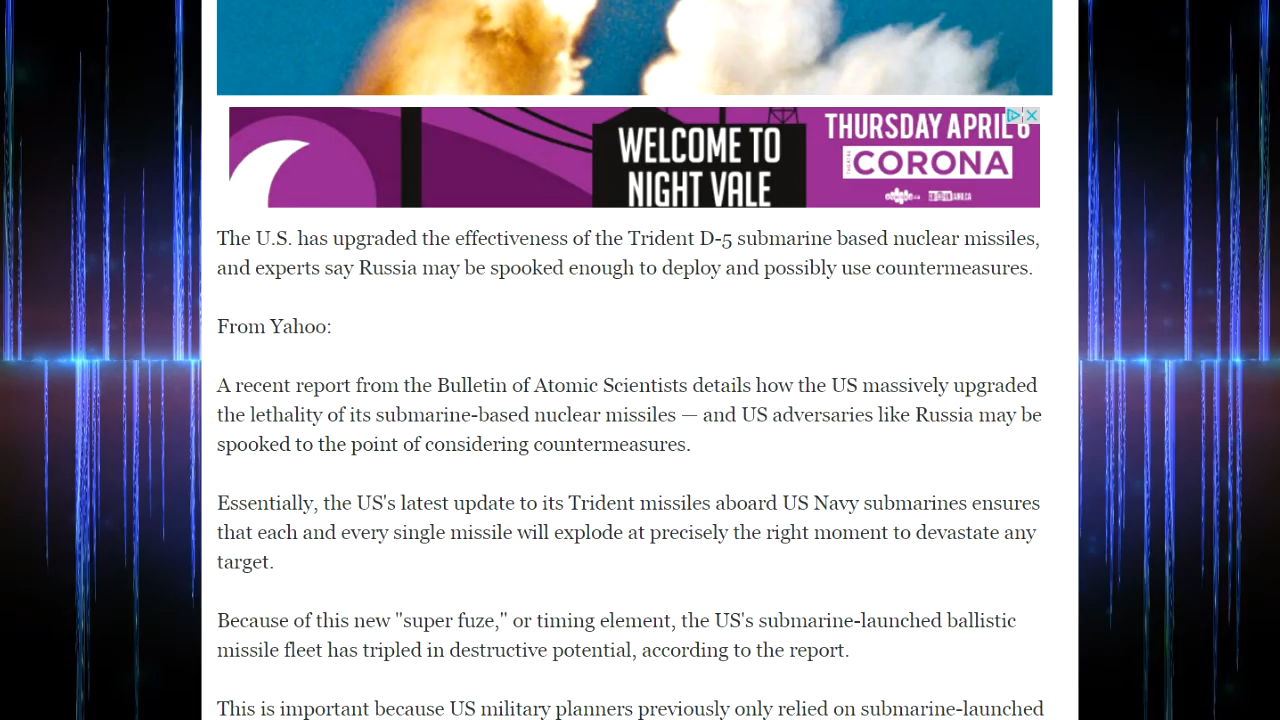 WELCOME TO
NIGHT VALE
THURSDAY APRIL 6
THEATRE
CORONA
The U.S. has upgraded the effectiveness of the Trident D-5 submarine based nuclear missiles,
and experts say Russia may be spooked enough to deploy and possibly use countermeasures.
From Yahoo:
A recent report from the Bulletin of Atomic Scientists details how the US massively upgraded
the lethality of its submarine-based nuclear missiles — and US adversaries like Russia may be
spooked to the point of considering countermeasures.
Essentially, the US's latest update to its Trident missiles aboard US Navy submarines ensures
that each and every single missile will explode at precisely the right moment to devastate any
target.
Because of this new "super fuze," or timing element, the US's submarine-launched ballistic
missile fleet has tripled in destructive potential, according to the report.
This is important because US military planners previously only relied on submarine-launched